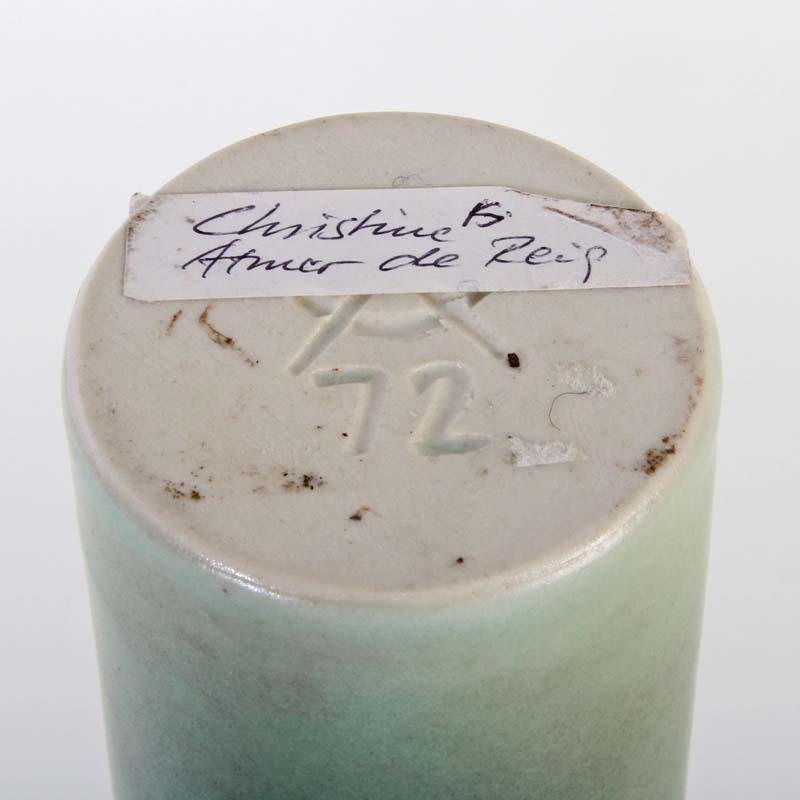 Christine
Atmer de Reig
72